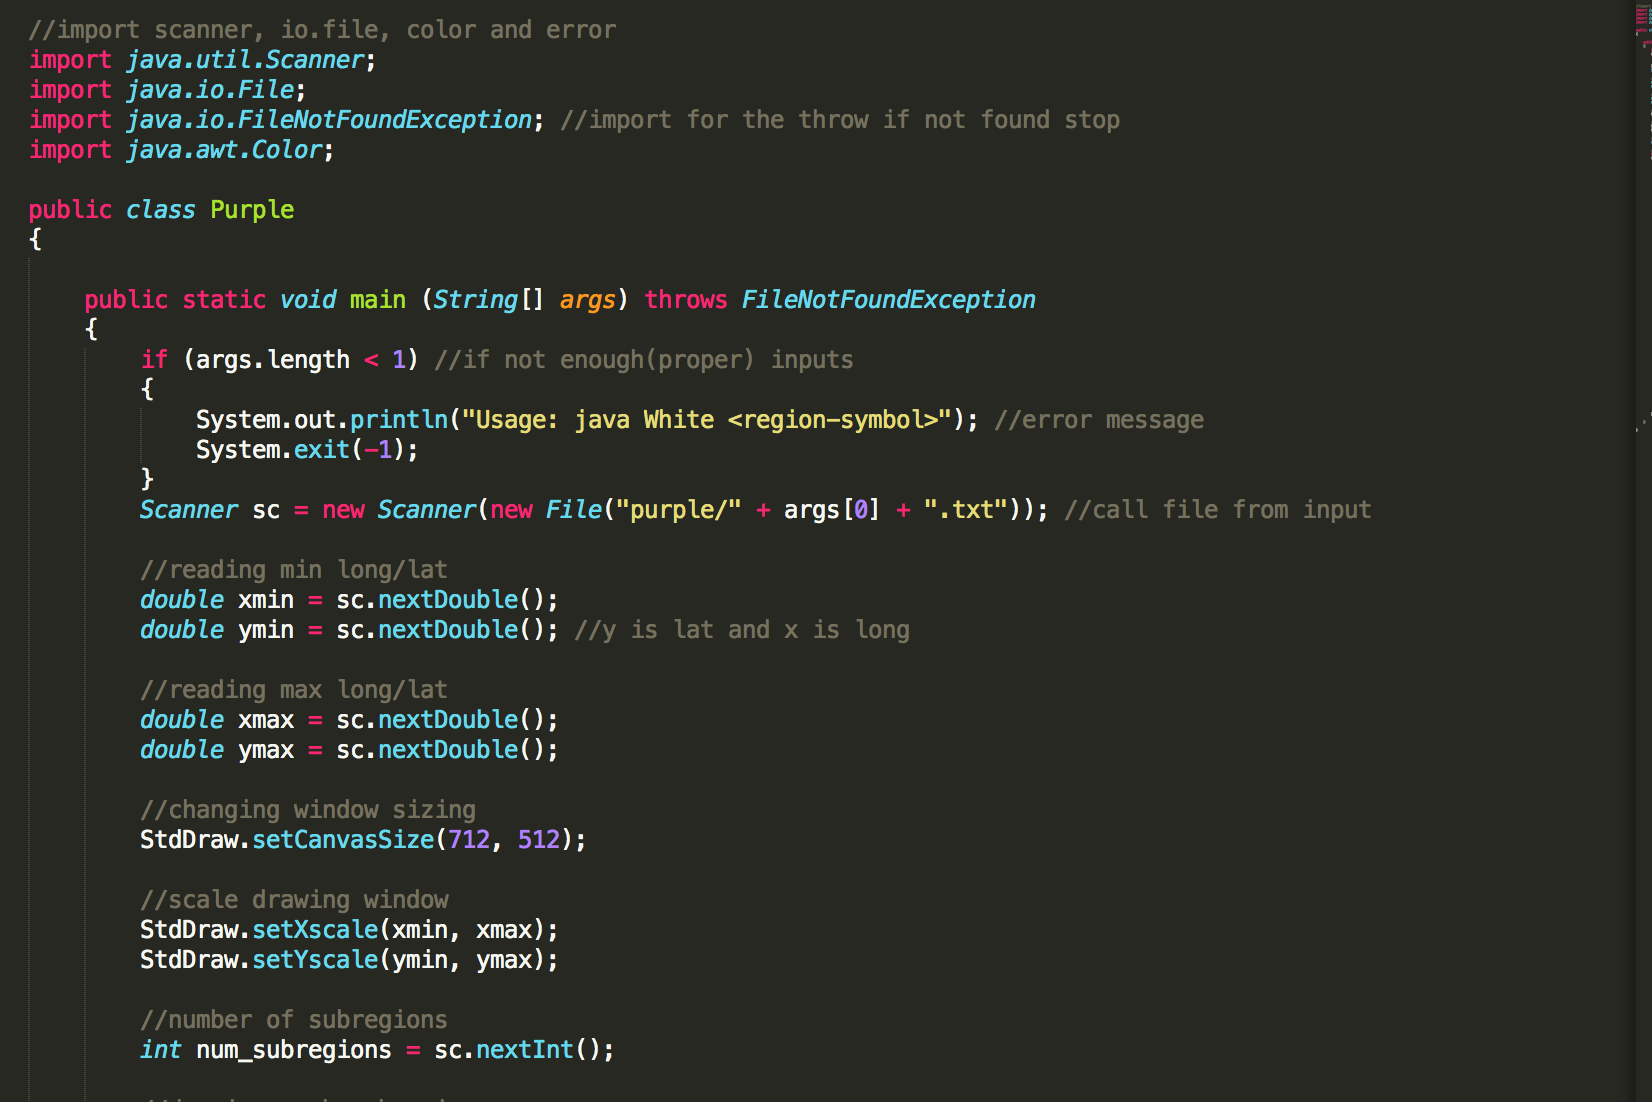 //import scanner, io.file, color and error
import java.util.Scanner;
import java.io.File;
import java.io.FileNotFoundException; //import for the throw if not found stop
import java.awt.Color;
public class Purple
{
public static void main (String[] args) throws FileNotFoundException
{
if (args.length < 1) //if not enough(proper) inputs
{
System.out.println("Usage: java White <region-symbol>"); //error message
System.exit(-1);
}
Scanner sc = new Scanner(new File("purple/" + args[0] + ".txt")); //call file from input
//reading min long/lat
double xmin = sc.nextDouble();
double ymin = sc.nextDouble(); //y is lat and x is long
//reading max long/lat
double xmax = sc.nextDouble();
double ymax = sc.nextDouble();
//changing window sizing
StdDraw.setCanvasSize(712, 512);
//scale drawing window
StdDraw.setXscale(xmin, xmax);
StdDraw.setYscale(ymin, ymax);
//number of subregions
int num_subregions = sc.nextInt();